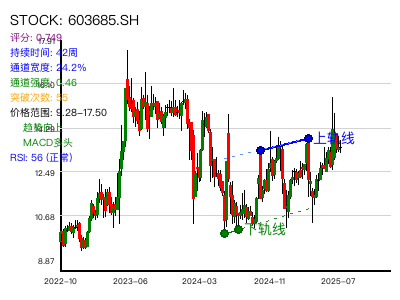 STOCK: 603685.SH
评分: 0.749
持续时间: 42周
通道宽度: 24.2%
通道强度: 0.46
突破次数: 55
价格范围: 9.28-17.50
趋势向上
MACD多头
RSI: 56 (正常)
上轨线
下轨线
12.49
10.68
8.87
2022-10
2023-06
2024-03
2024-11
2025-07